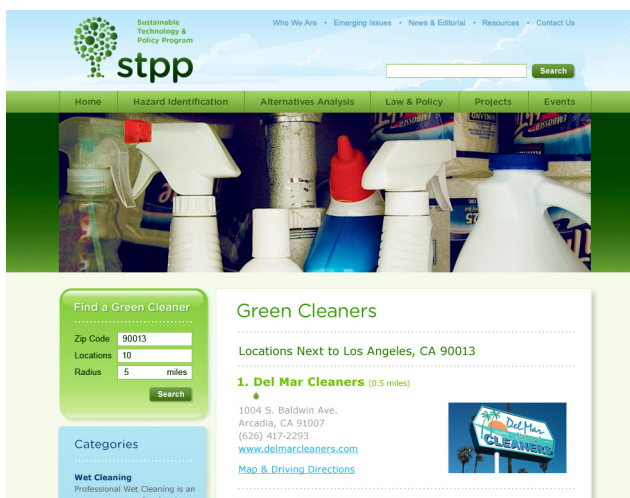 Sustainable
Technology &
Policy Program
stpp
Who We Are • Emerging Issues • News & Editorial • Resources • Contact Us
Search
Home Hazard Identification Alternatives Analysis Law & Policy Projects Events
Find a Green Cleaner
Zip Code 90013
Locations 10
Radius 5 miles
Search
Categories
Wet Cleaning
Professional Wet Cleaning is an
Green Cleaners
Locations Next to Los Angeles, CA 90013
1. Del Mar Cleaners (0.5 miles)
1004 S. Baldwin Ave.
Arcadia, CA 91007
(626) 417-2293
www.delmarcleaners.com
Map & Driving Directions
Del Mar
CLEANERS